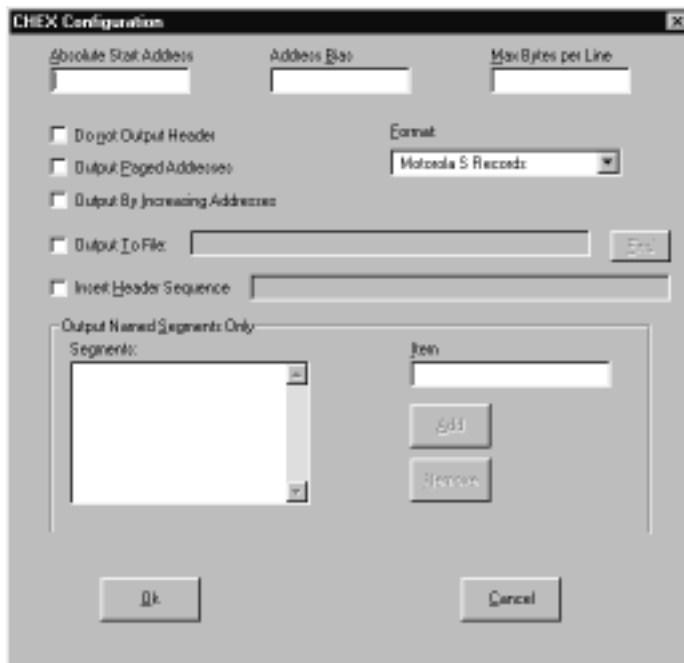 CHEX Configuration
Absolute Start Address
Address Bias
Max Bytes per Line
Do not Output Header
Format
Output Paged Addresses
Motorola S Records
Output By Increasing Addresses
Output To File:
Find
Insert Header Sequence
Output Named Segments Only
Segments:
Item
Add
Remove
Ok
Cancel